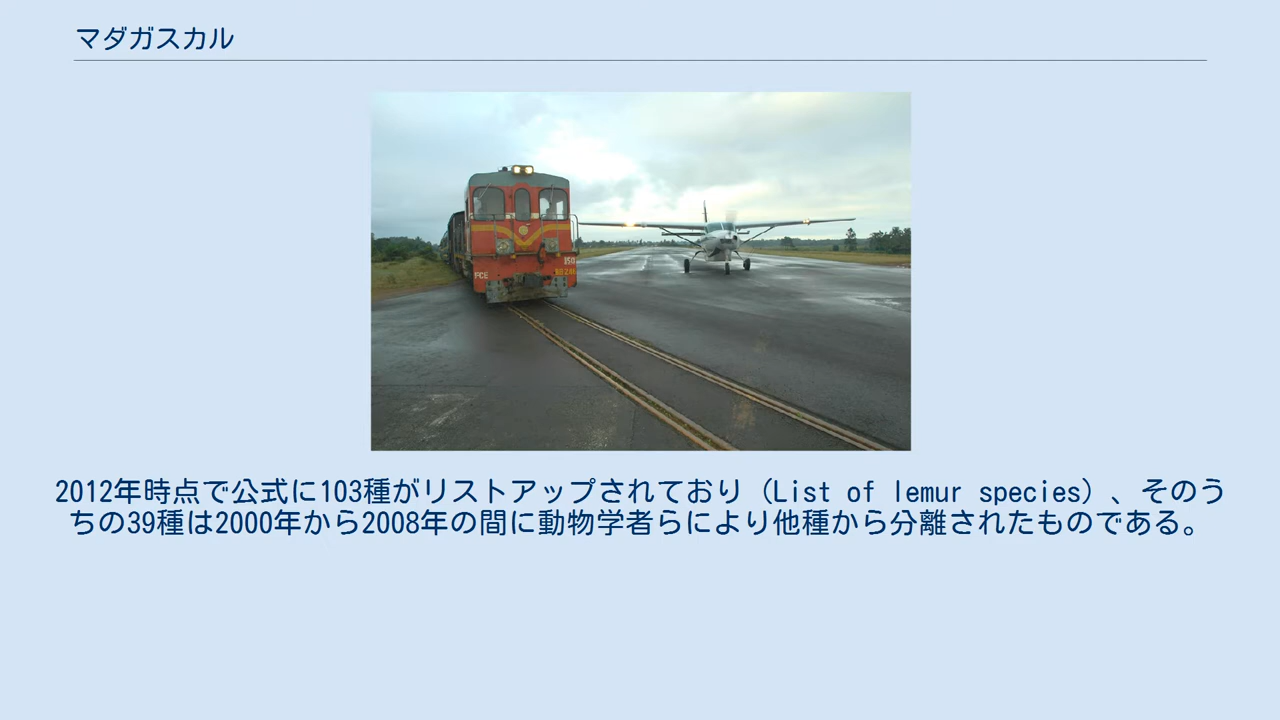 マダガスカル
2012年時点で公式に103種がリストアップされており（List of lemur species）、そのう
ちの39種は2000年から2008年の間に動物学者らにより他種から分離されたものである。